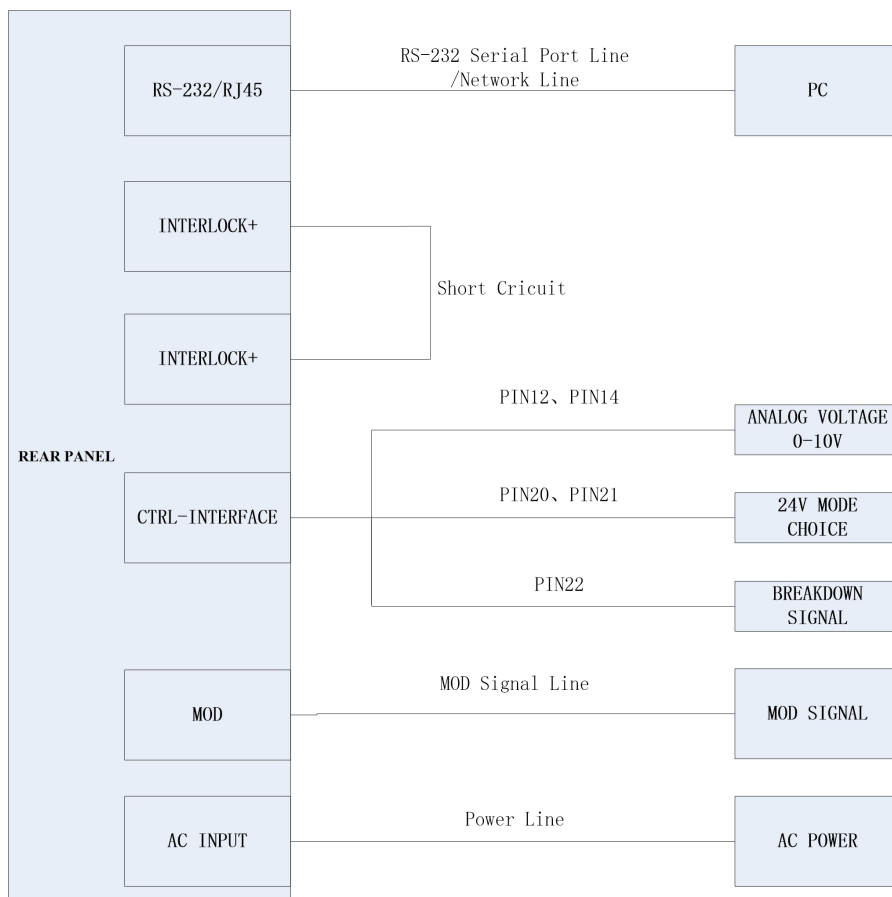 RS-232 Serial Port Line
/Network Line
RS-232/RJ45
PC
INTERLOCK+
Short Cricuit
INTERLOCK+
PIN12、PIN14
ANALOG VOLTAGE
0-10V
REAR PANEL
CTRL-INTERFACE
PIN20、PIN21
24V MODE
CHOICE
PIN22
BREAKDOWN
SIGNAL
MOD
MOD Signal Line
MOD SIGNAL
AC INPUT
Power Line
AC POWER